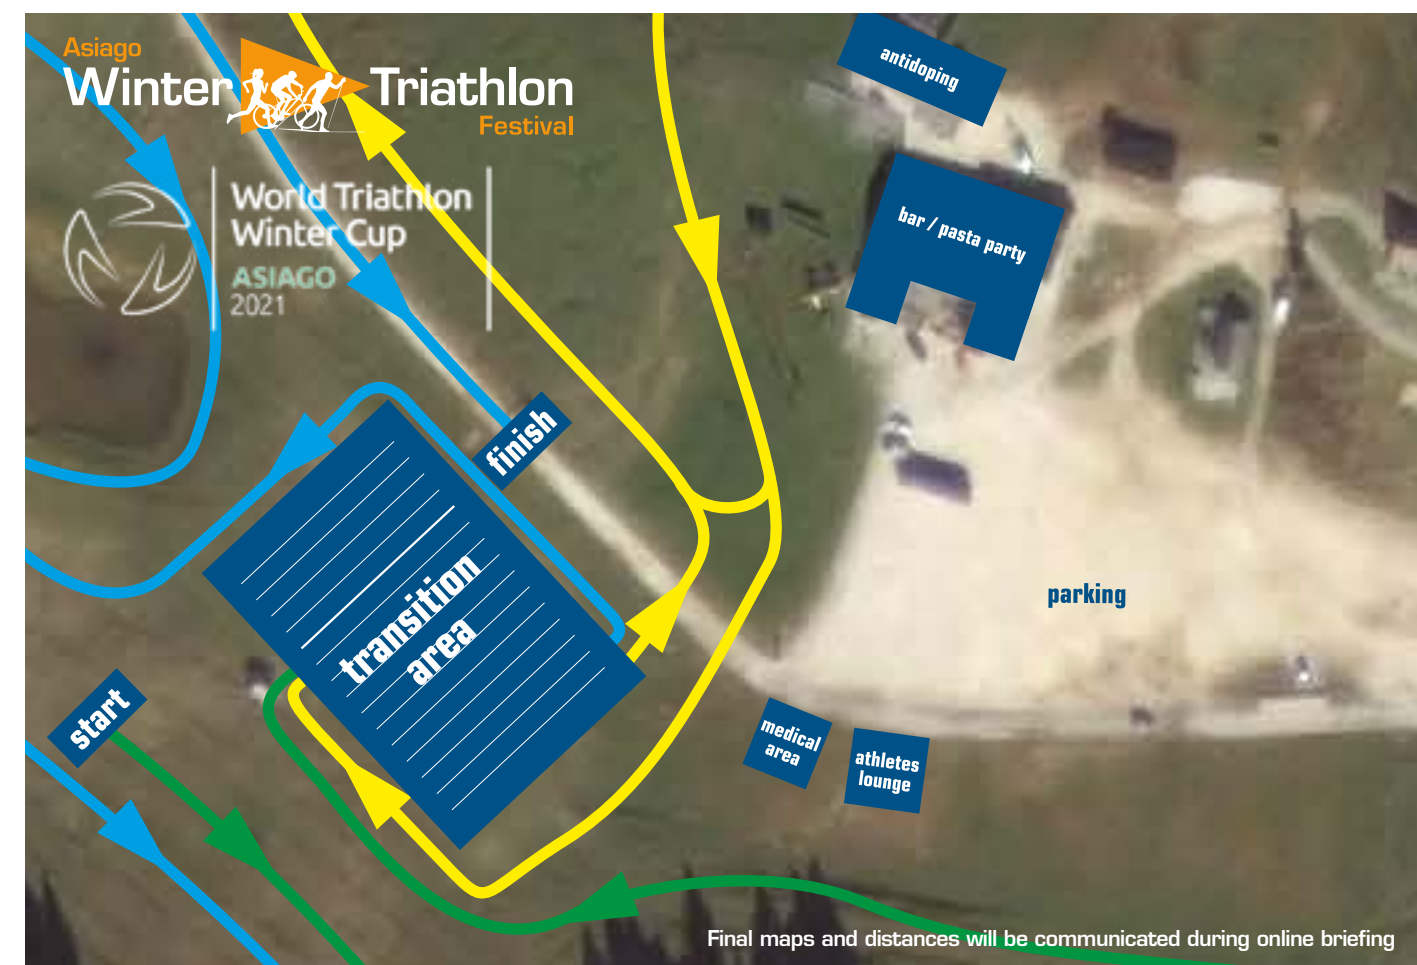 Asiago
Winter Triathlon
Festival
World Triathlon
Winter Cup
ASIAGO
2021
antidoping
bar / pasta party
finish
transition
area
parking
start
medical
area
athletes
lounge
Final maps and distances will be communicated during online briefing